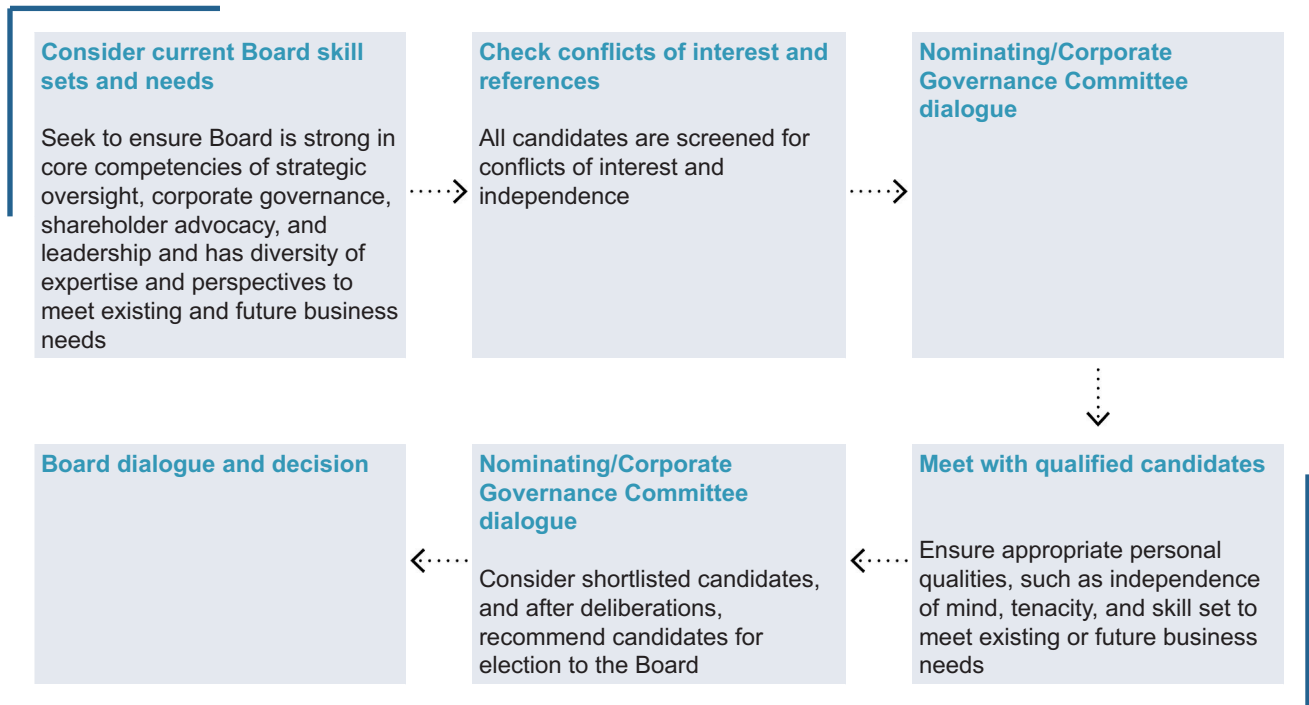 Consider current Board skill
sets and needs
Seek to ensure Board is strong in
core competencies of strategic
oversight, corporate governance,
shareholder advocacy, and
leadership and has diversity of
expertise and perspectives to
meet existing and future business
needs
Check conflicts of interest and
references
All candidates are screened for
conflicts of interest and
independence
Nominating/Corporate
Governance Committee
dialogue
Meet with qualified candidates
Ensure appropriate personal
qualities, such as independence
of mind, tenacity, and skill set to
meet existing or future business
needs
Nominating/Corporate
Governance Committee
dialogue
Consider shortlisted candidates,
and after deliberations,
recommend candidates for
election to the Board
Board dialogue and decision